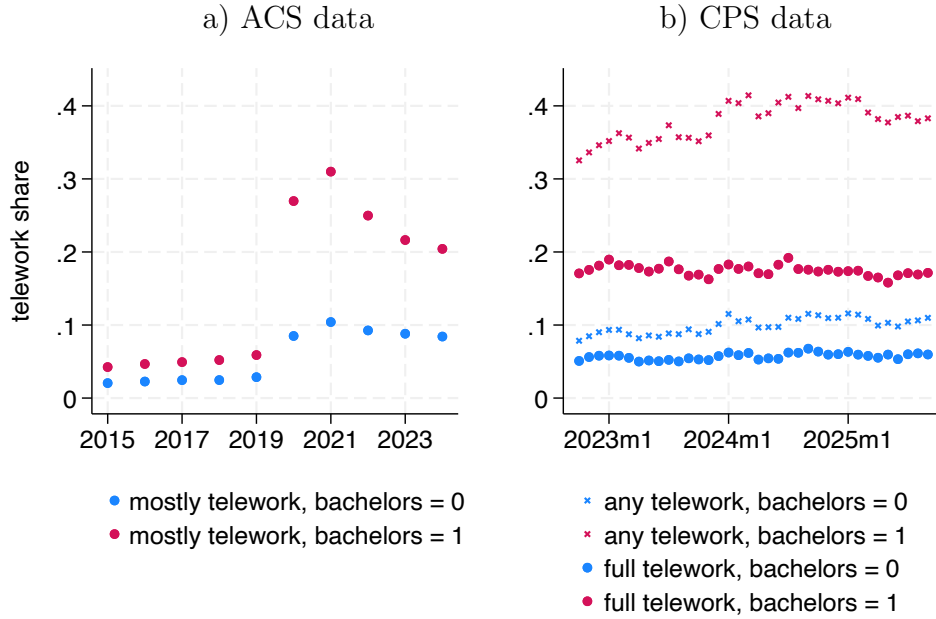 a) ACS data
b) CPS data
telework share
.4
.3
.2
.1
0
2015 2017 2019 2021 2023
.4
.3
.2
.1
0
2023m1 2024m1 2025m1
mostly telework, bachelors = 0
mostly telework, bachelors = 1
any telework, bachelors = 0
any telework, bachelors = 1
full telework, bachelors = 0
full telework, bachelors = 1